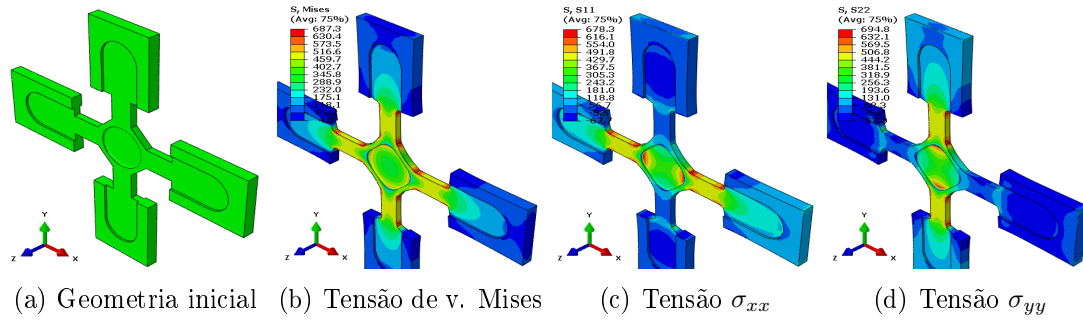 S, Mises
(Avg: 75%)
687.3
630.4
573.5
516.6
459.7
402.7
345.8
288.9
232.0
175.1
118.1
S, S11
(Avg: 75%)
678.3
616.1
554.0
491.8
429.7
367.5
305.3
243.2
181.0
118.8
56.7
S, S22
(Avg: 75%)
694.8
632.1
569.5
506.8
444.2
381.5
318.9
256.3
193.6
131.0
Y
Z
X
Y
Z
X
Y
Z
X
Y
Z
X
(a) Geometria inicial
(b) Tensão de v. Mises
(c) Tensão σxx
(d) Tensão σyy